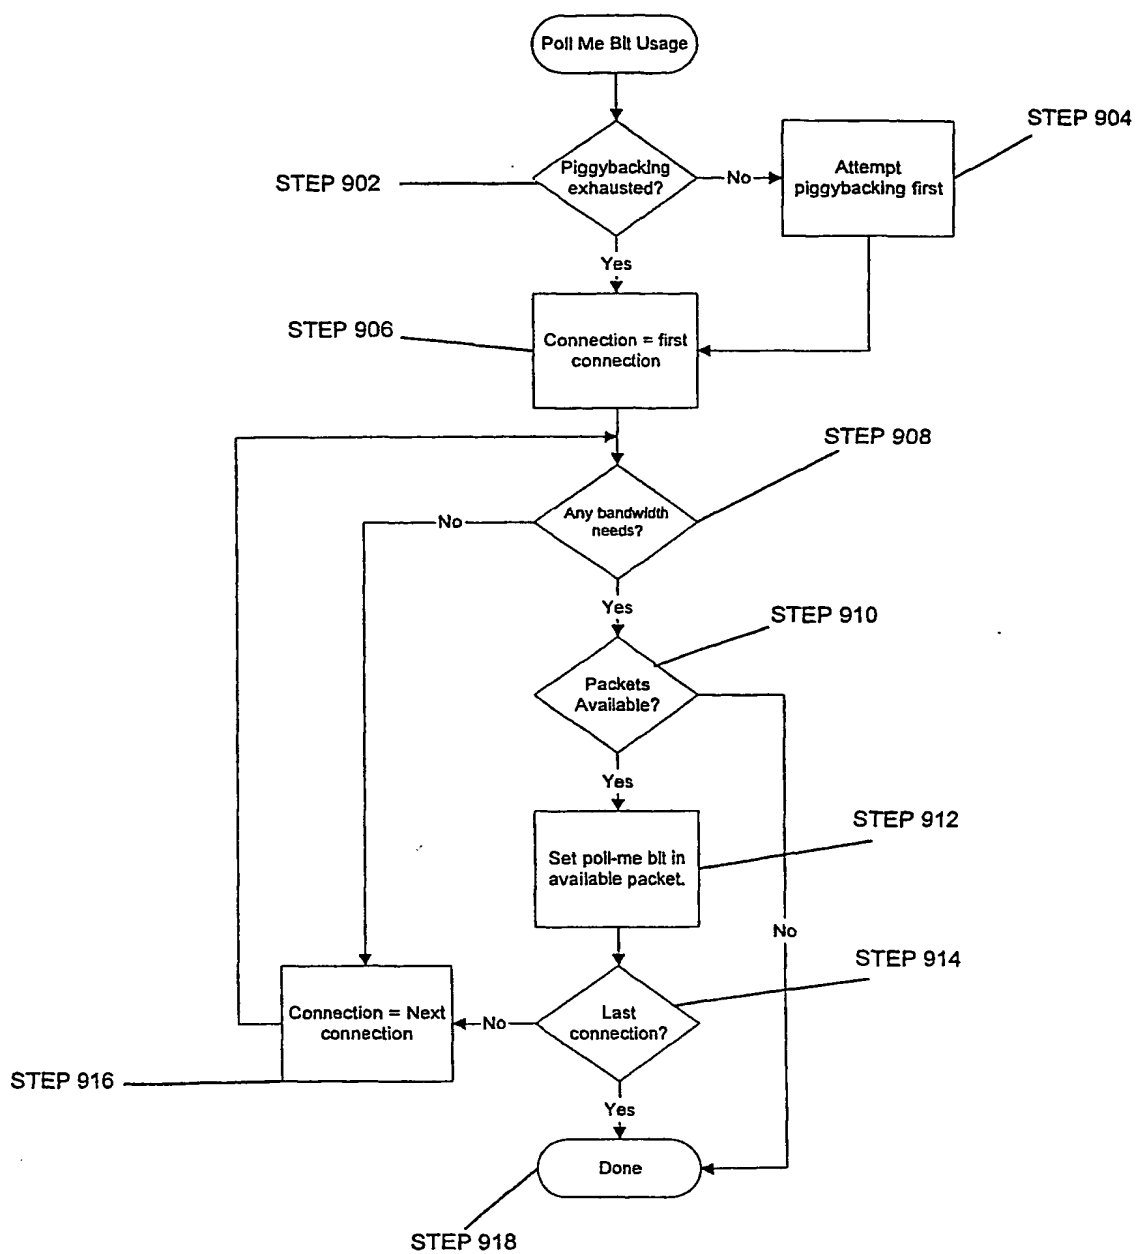 Poll Me Bit Usage
STEP 904
Piggybacking
exhausted?
No
Attempt
piggybacking first
STEP 902
Yes
STEP 906
Connection = first
connection
STEP 908
Any bandwidth
needs?
No
Yes
STEP 910
Packets
Available?
Yes
STEP 912
Set poll-me bit in
available packet.
No
STEP 914
Last
connection?
No
Connection = Next
connection
STEP 916
Yes
Done
STEP 918